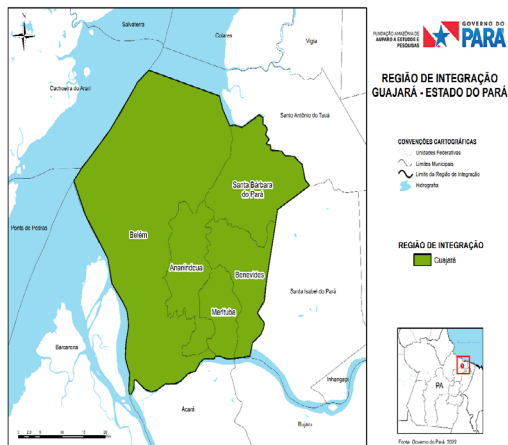 N
Salvaterra
Colares
Vigia
Cachoeira do Arari
Santo Antônio do Tauá
Santa Bárbara
do Pará
Ponta de Pedras
Belém
Ananindeua
Benevides
Santa Isabel do Pará
Marituba
Barcarena
Inhangapi
Acará
Bujaru
FUNDAÇÃO AMAZÔNIA DE
AMPARO A ESTUDOS E
PESQUISAS
GOVERNO DO
PARÁ
REGIÃO DE INTEGRAÇÃO
GUAJARÁ - ESTADO DO PARÁ
CONVENÇÕES CARTOGRÁFICAS
Unidades Federativas
Limites Municipais
Limite da Região de Integração
Hidrografia
REGIÃO DE INTEGRAÇÃO
Guajará
PA
Fonte: Governo do Pará, 2022